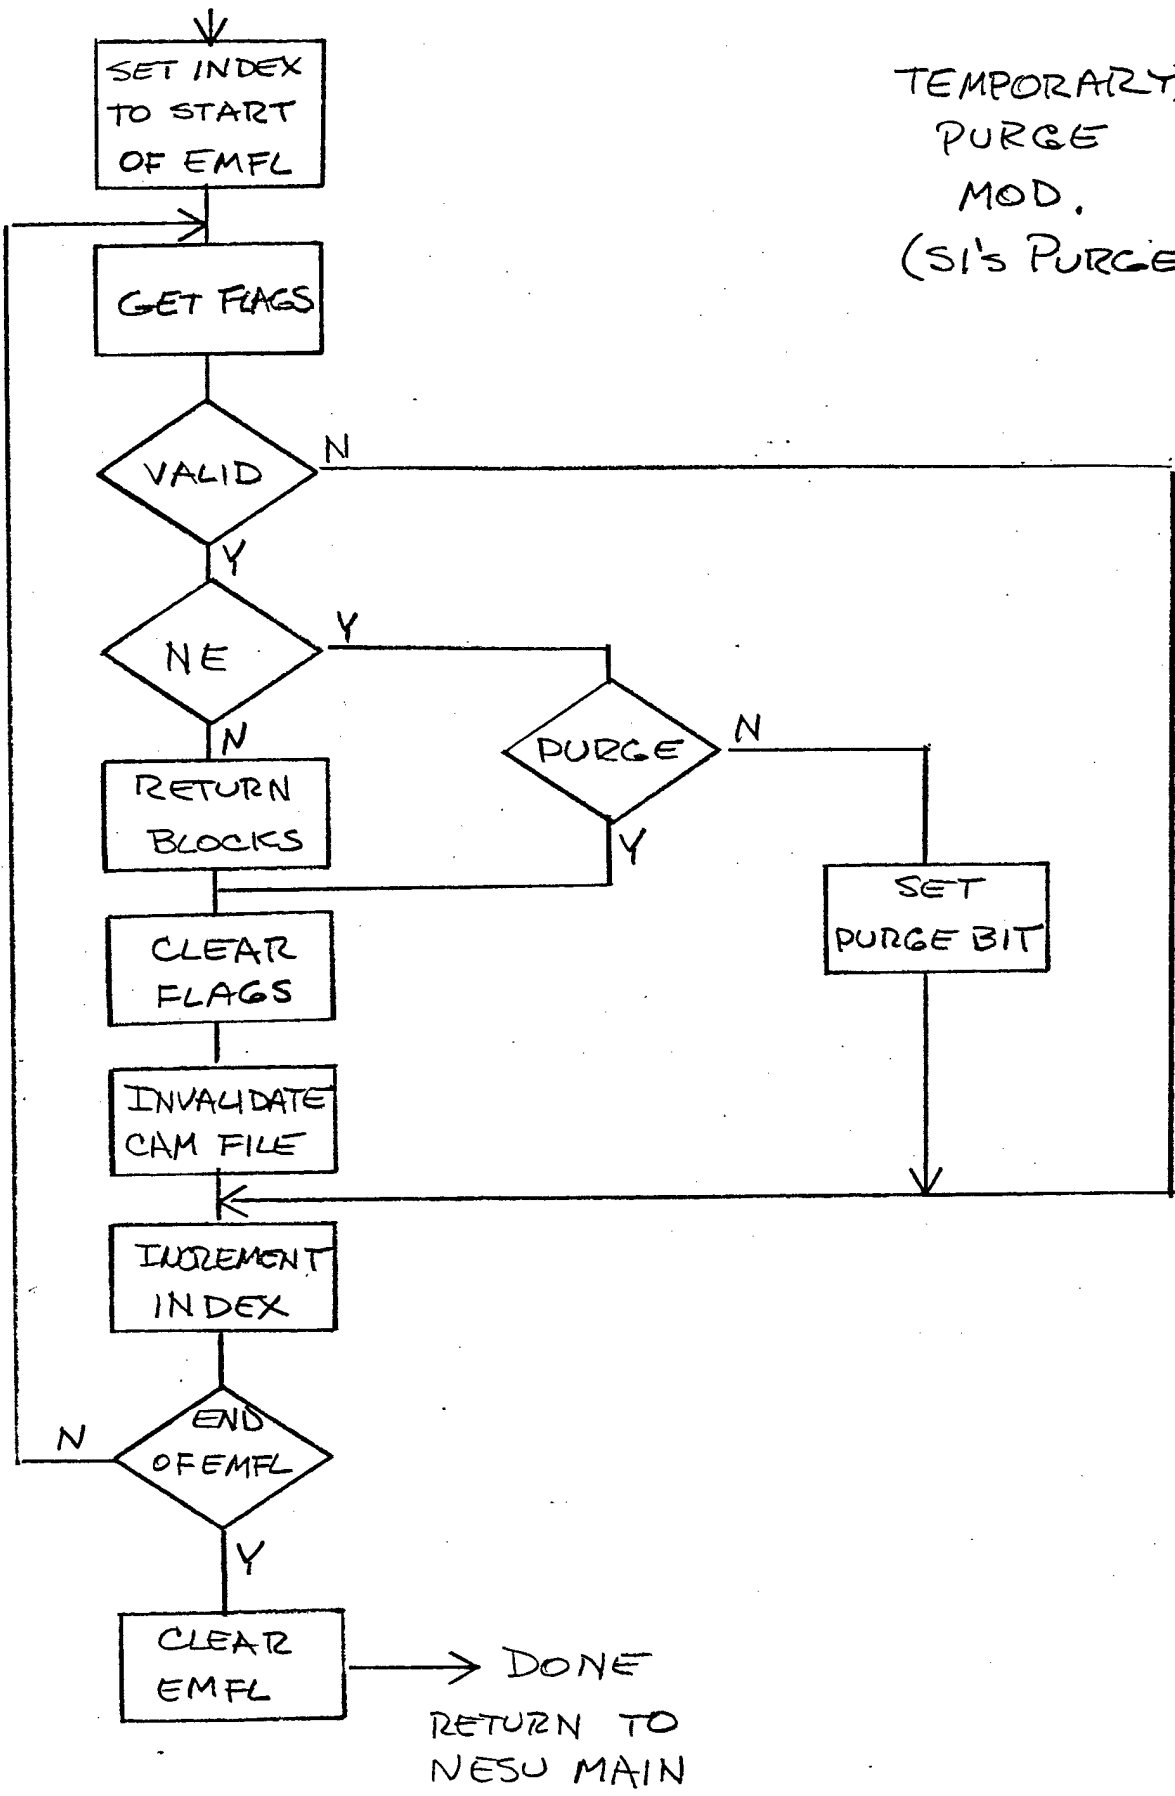 SET INDEX
TO START
OF EMFL
TEMPORARY
PURGE
MOD.
(SI'S PURGE
GET FLAGS
VALID
N
Y
NE
Y
N
PURGE
N
Y
RETURN
BLOCKS
SET
PURGE BIT
CLEAR
FLAGS
INVALIDATE
CAM FILE
INCREMENT
INDEX
END
OF EMFL
N
Y
CLEAR
EMFL
DONE
RETURN TO
NESU MAIN